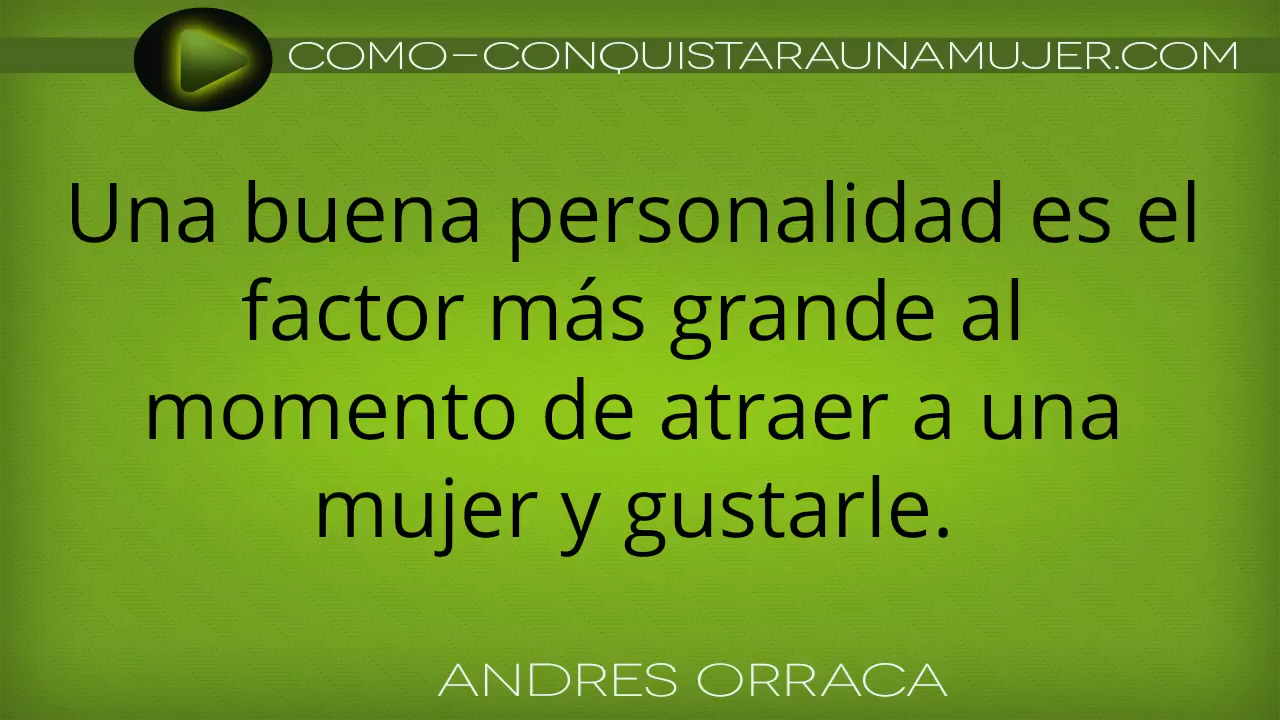 COMO-CONQUISTARAUNAMUJER.COM
Una buena personalidad es el
factor más grande al
momento de atraer a una
mujer y gustarle.
ANDRES ORRACA